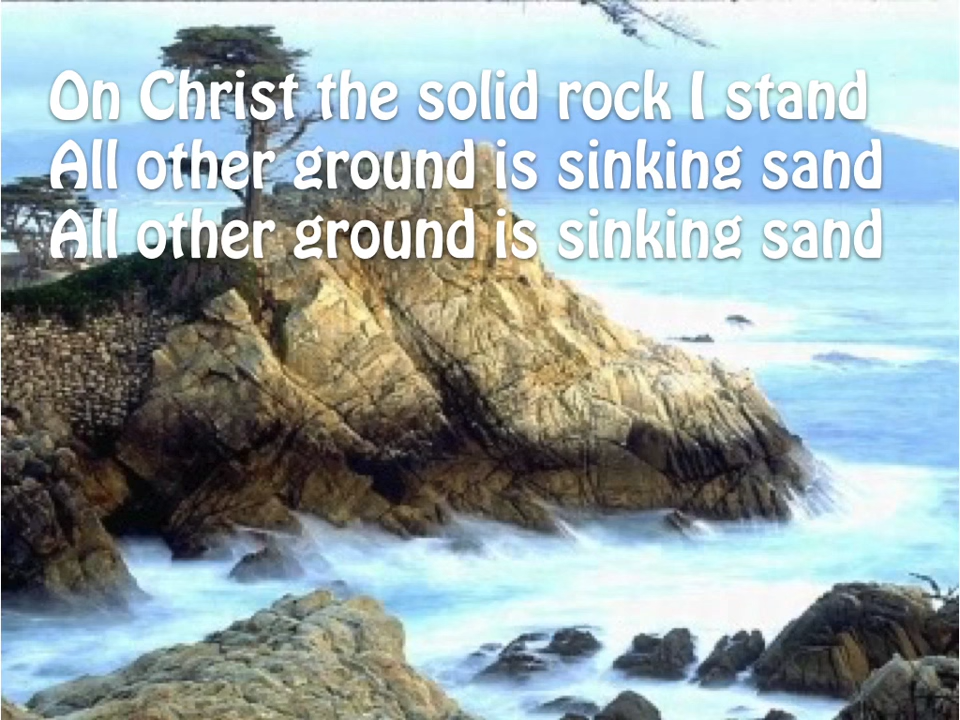 On Christ the solid rock I stand
All other ground is sinking sand
All other ground is sinking sand